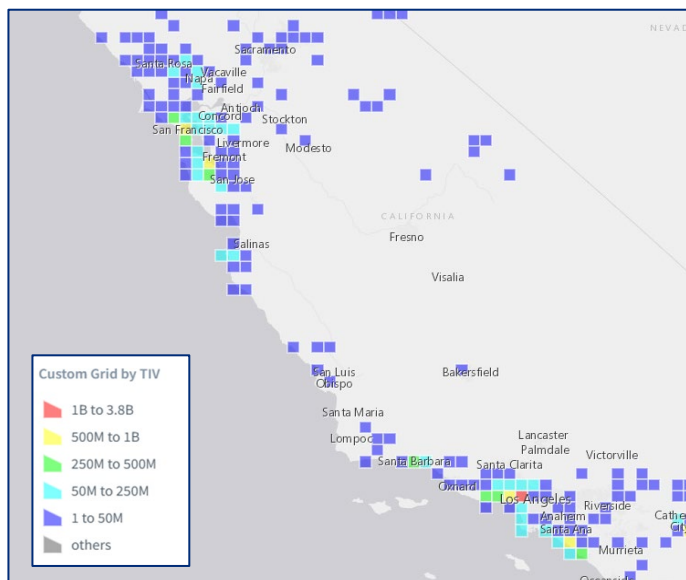 NEVADA
Sacramento
Santa Rosa
Vacaville
Napa
Fairfield
Antioch
Concord
Stockton
San Francisco
Livermore
Modesto
Fremont
San Jose
CALIFORNIA
Salinas
Fresno
Visalia
San Luis
Obispo
Bakersfield
Santa Maria
Lompoc
Lancaster
Palmdale
Santa Barbara
Santa Clarita
Victorville
Oxnard
Los Angeles
Riverside
Anaheim
Santa Ana
Murrieta
Custom Grid by TIV
1B to 3.8B
500M to 1B
250M to 500M
50M to 250M
1 to 50M
others